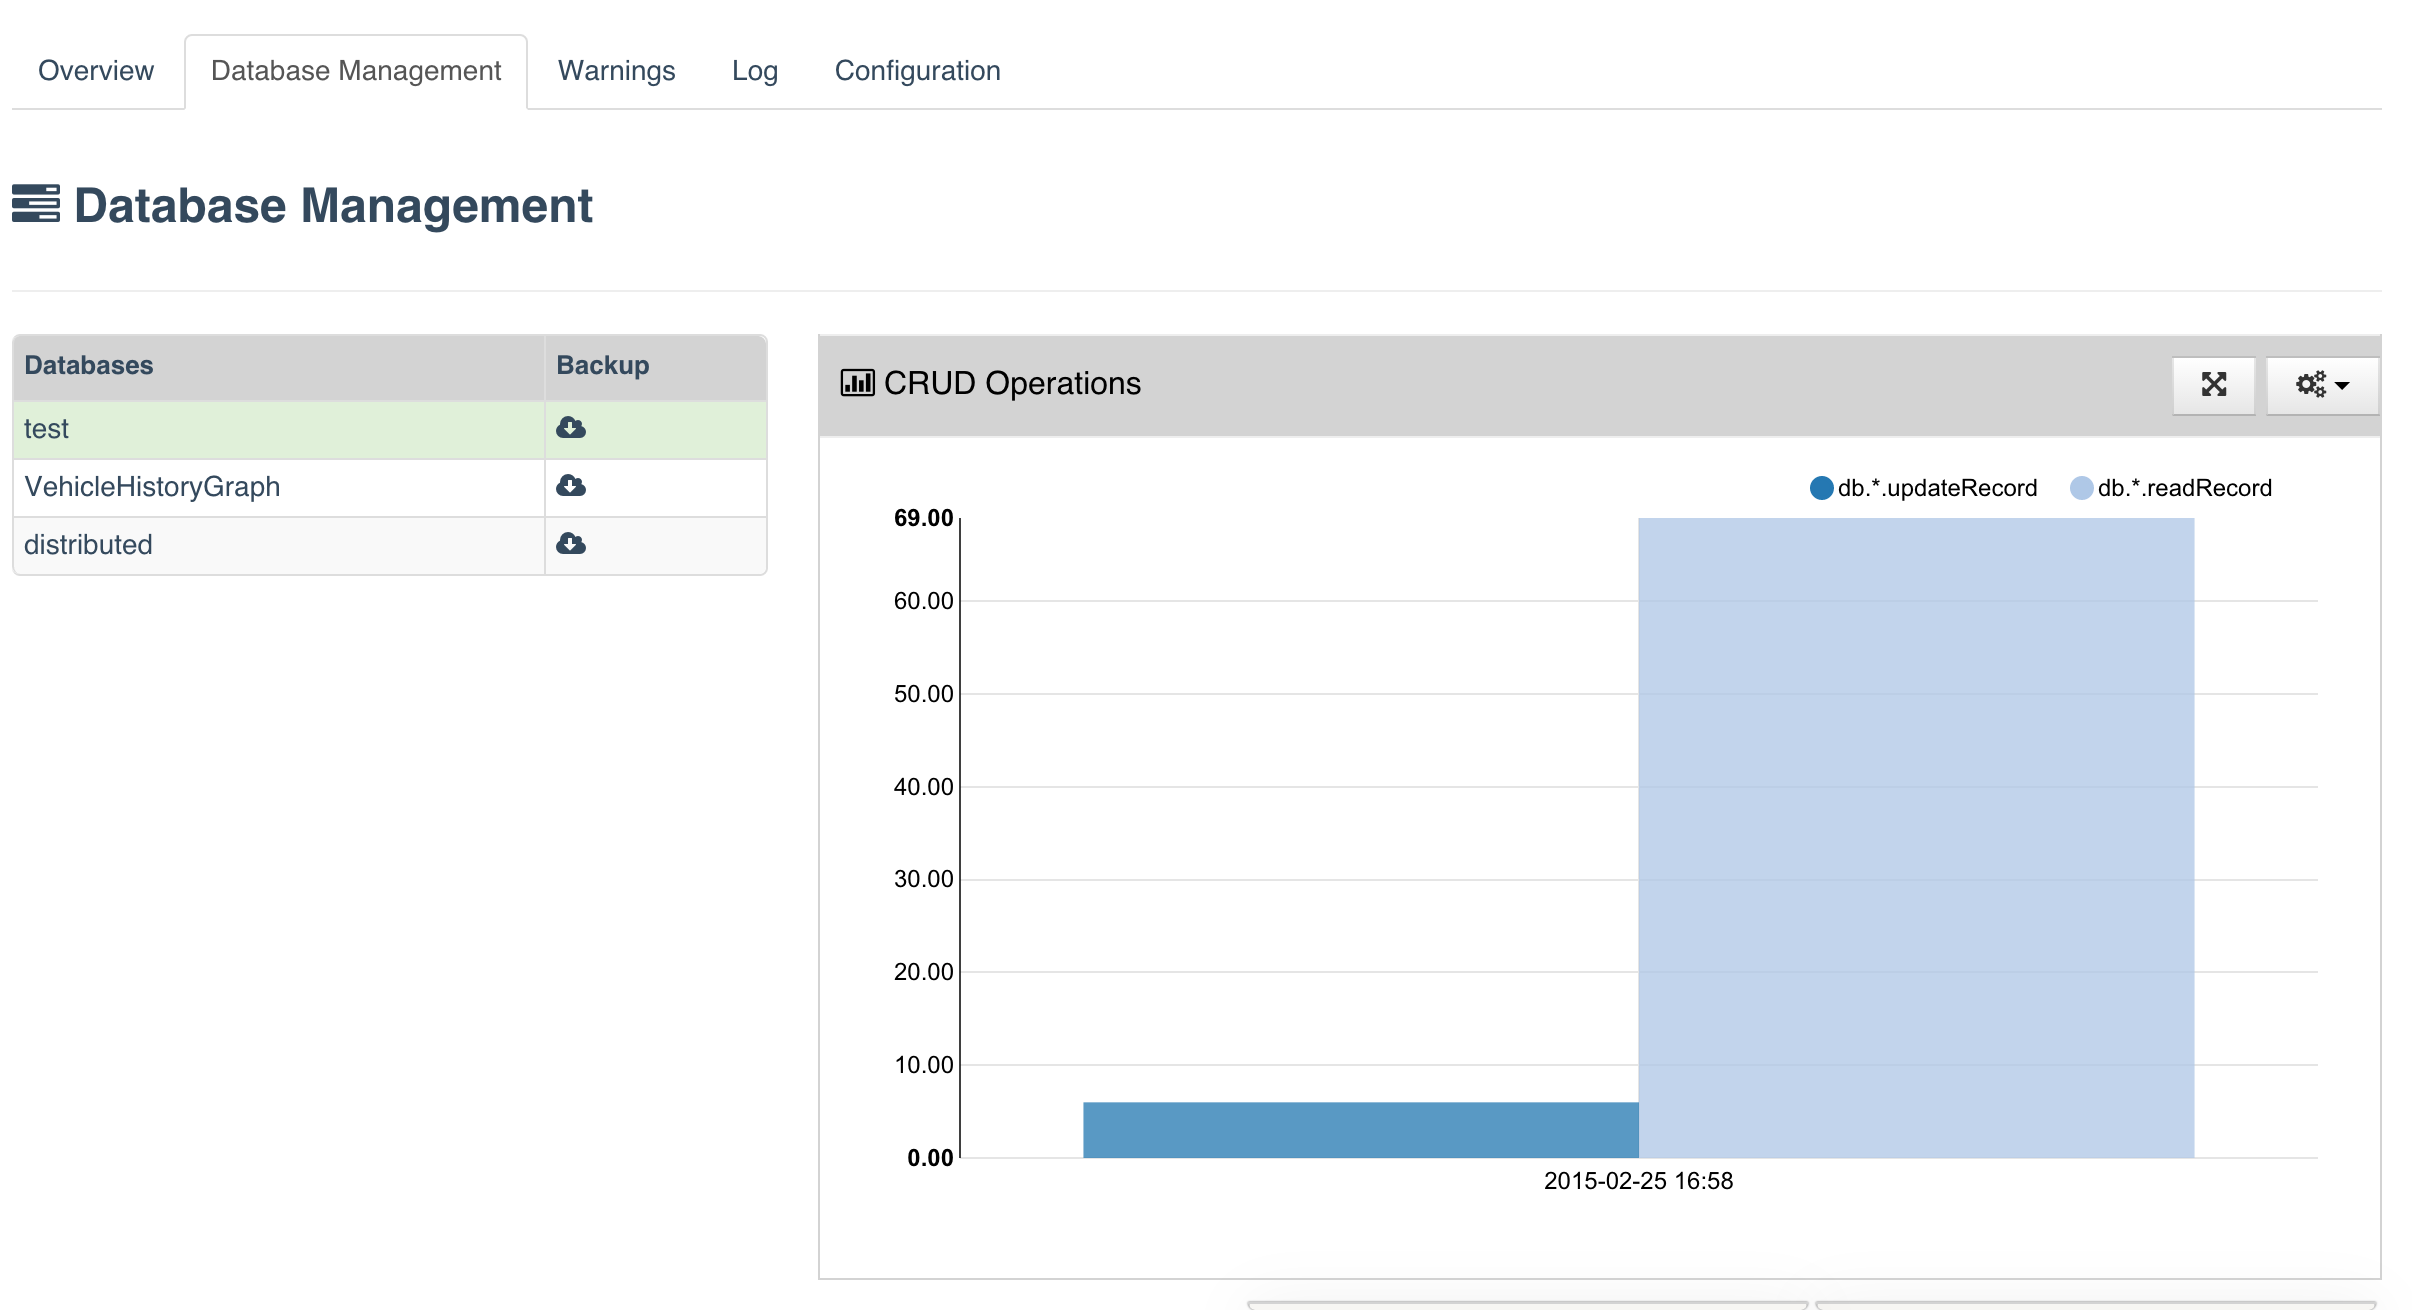 Overview Database Management Warnings Log Configuration
Database Management
Databases Backup
test
VehicleHistoryGraph
distributed
CRUD Operations
db.*.updateRecord db.*.readRecord
69.00
60.00
50.00
40.00
30.00
20.00
10.00
0.00
2015-02-25 16:58